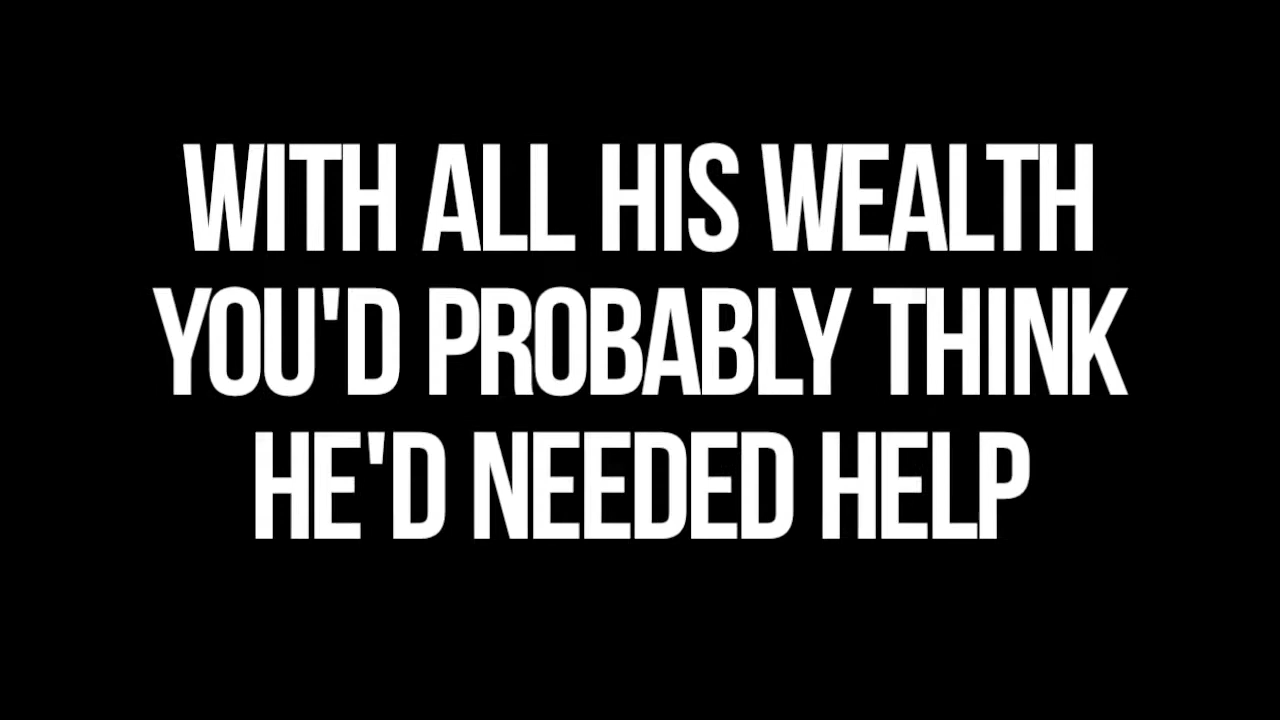 WITH ALL HIS WEALTH
YOU'D PROBABLY THINK
HE'D NEEDED HELP